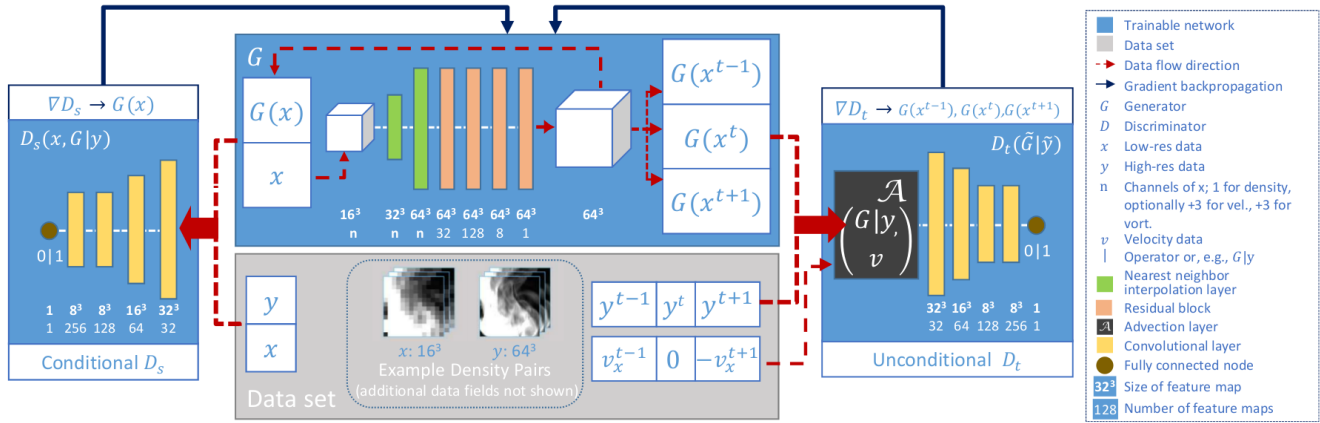 ∇D_s → G(x)
D_s(x, G|y)
0|1
1 8³ 8³ 16³ 32³
1 256 128 64 32
Conditional D_s
G
G(x)
x
16³ 32³ 64³ 64³ 64³ 64³ 64³ 64³
n n n 32 128 8 1
G(x^{t−1})
G(x^t)
G(x^{t+1})
y
x
x: 16³ y: 64³
Example Density Pairs
(additional data fields not shown)
Data set
y^{t−1} y^t y^{t+1}
v_x^{t−1} 0 −v_x^{t+1}
∇D_t → G(x^{t−1}), G(x^t),G(x^{t+1})
D_t(G̃|ỹ)
𝒜
(G|y,
v)
0|1
32³ 16³ 8³ 8³ 1
32 64 128 256 1
Unconditional D_t
Trainable network
Data set
Data flow direction
Gradient backpropagation
G Generator
D Discriminator
x Low-res data
y High-res data
n Channels of x; 1 for density,
optionally +3 for vel., +3 for
vort.
v Velocity data
| Operator or, e.g., G|y
Nearest neighbor
interpolation layer
Residual block
𝒜 Advection layer
Convolutional layer
Fully connected node
32³ Size of feature map
128 Number of feature maps